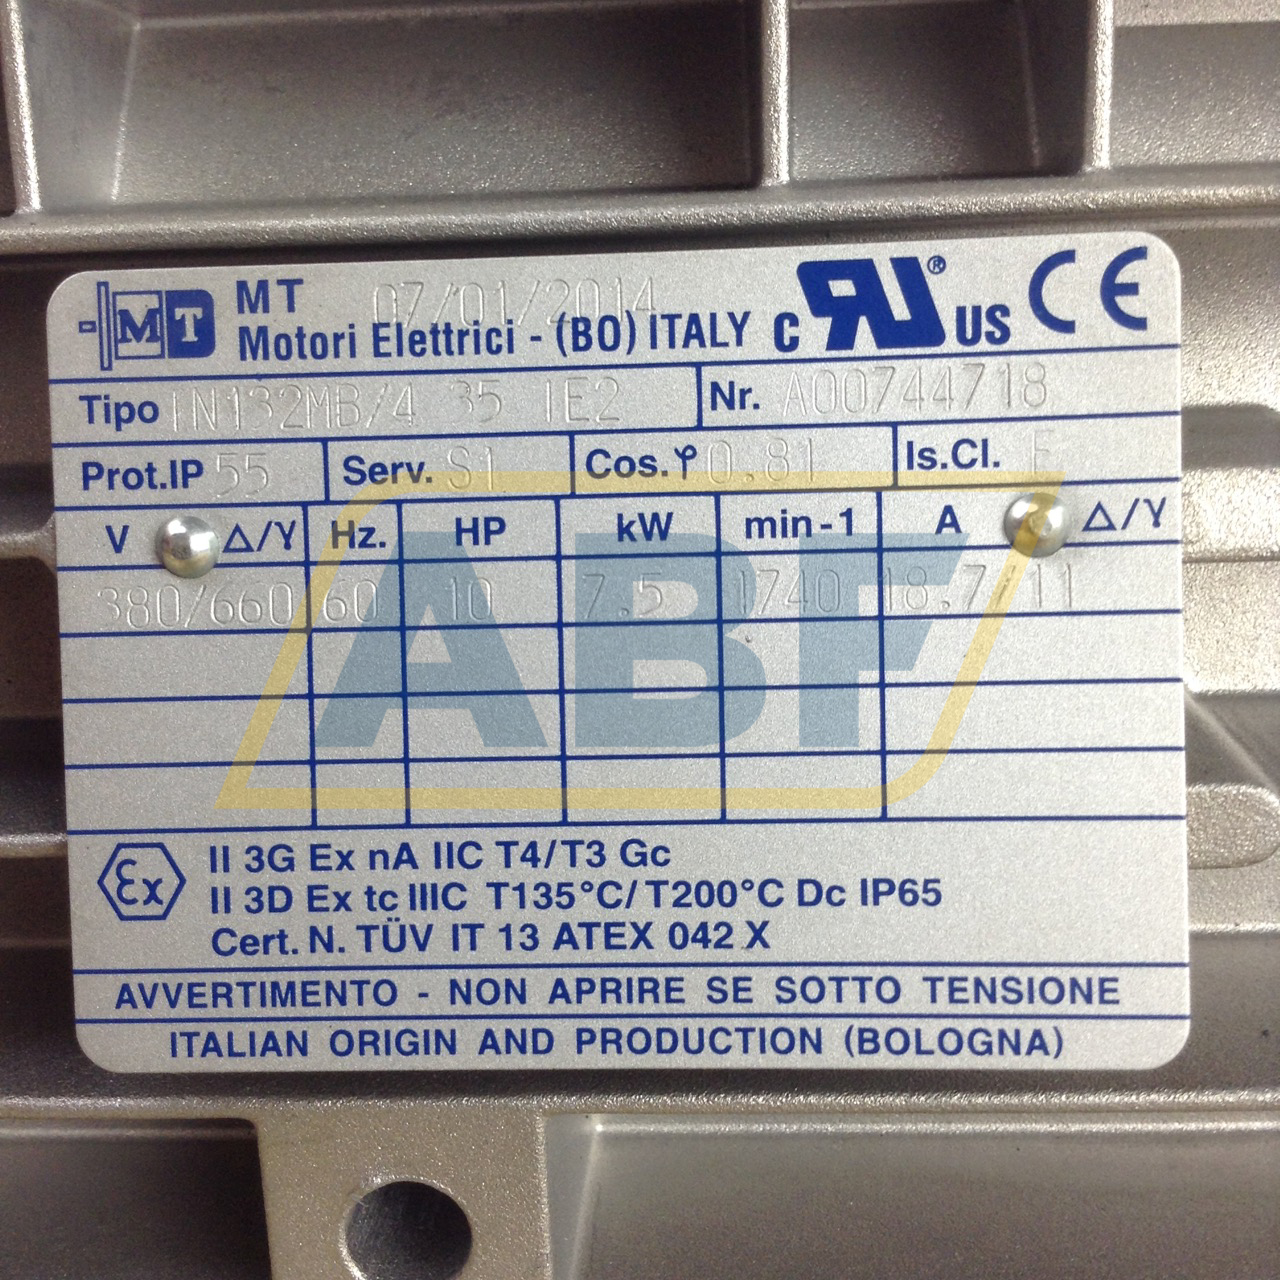 MT
07/01/2014
Motori Elettrici - (BO) ITALY C RU® US CE
Tipo TN132MB/4 35 IE2 Nr. A00744718
Prot.IP 55 Serv. S1 Cos.φ 0.81 Is.Cl. F
V Δ/Y Hz. HP kW min-1 A Δ/Y
380/660 60 10 7.5 1740 18.7/11
ABF
Ex II 3G Ex nA IIC T4/T3 Gc
II 3D Ex tc IIIC T135°C/T200°C Dc IP65
Cert. N. TÜV IT 13 ATEX 042 X
AVVERTIMENTO - NON APRIRE SE SOTTO TENSIONE
ITALIAN ORIGIN AND PRODUCTION (BOLOGNA)